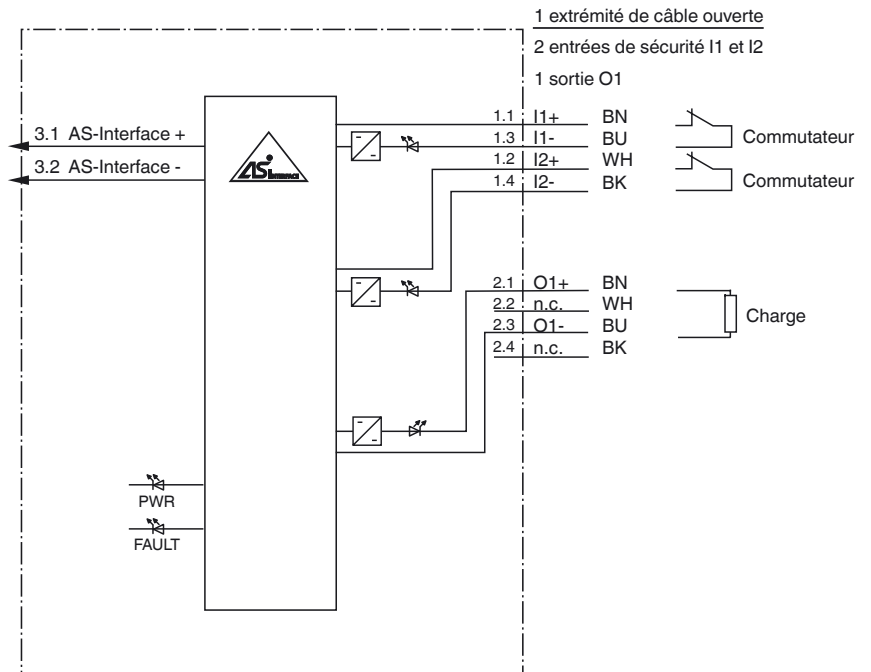 1 extrémité de câble ouverte
2 entrées de sécurité I1 et I2
1 sortie O1
3.1 AS-Interface +
3.2 AS-Interface -
AS INTERFACE
1.1 I1+ BN
1.3 I1- BU
Commutateur
1.2 I2+ WH
1.4 I2- BK
Commutateur
2.1 O1+ BN
2.2 n.c. WH
2.3 O1- BU
2.4 n.c. BK
Charge
PWR
FAULT